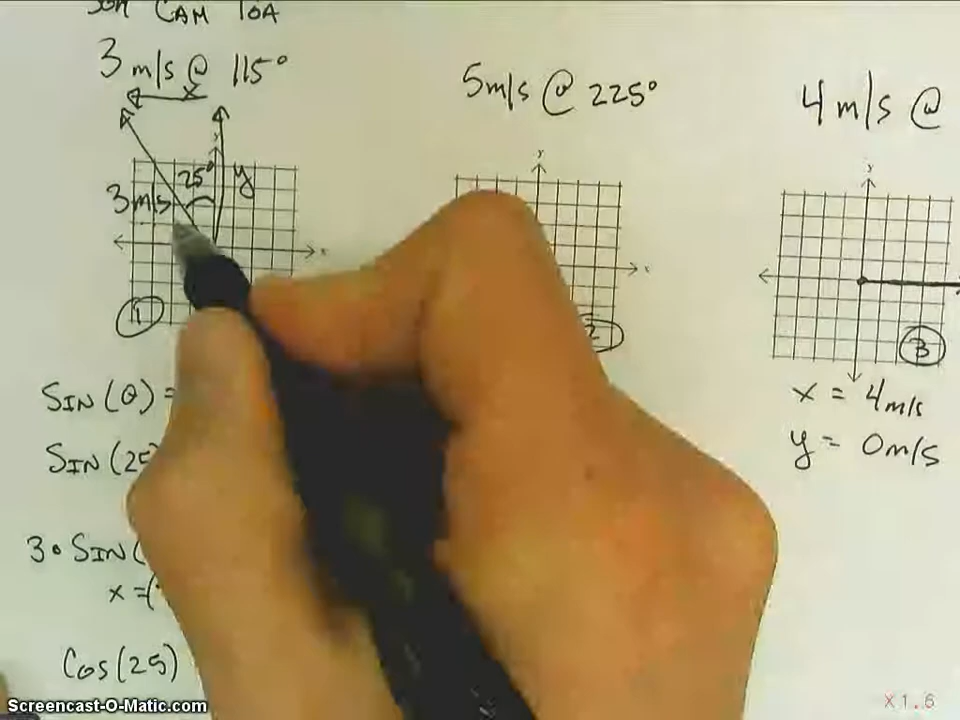 SOH CAH TOA
3 m/s @ 115°
x
25°
y
y
3 m/s
x
1
SIN (θ) =
SIN (25
3 • SIN (
x = (
COS (25)
5 m/s @ 225°
y
x
2
4 m/s @
y
3
x = 4 m/s
y = 0 m/s
Screencast-O-Matic.com
X1.6